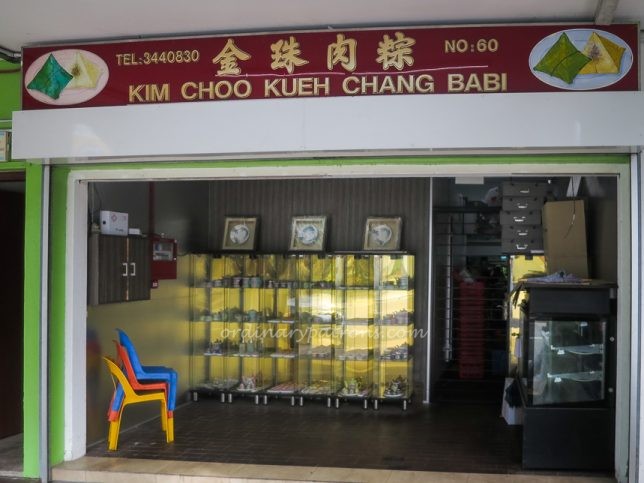 TEL:3440830 金珠肉粽 NO:60
KIM CHOO KUEH CHANG BABI
ordinarypatrons.com